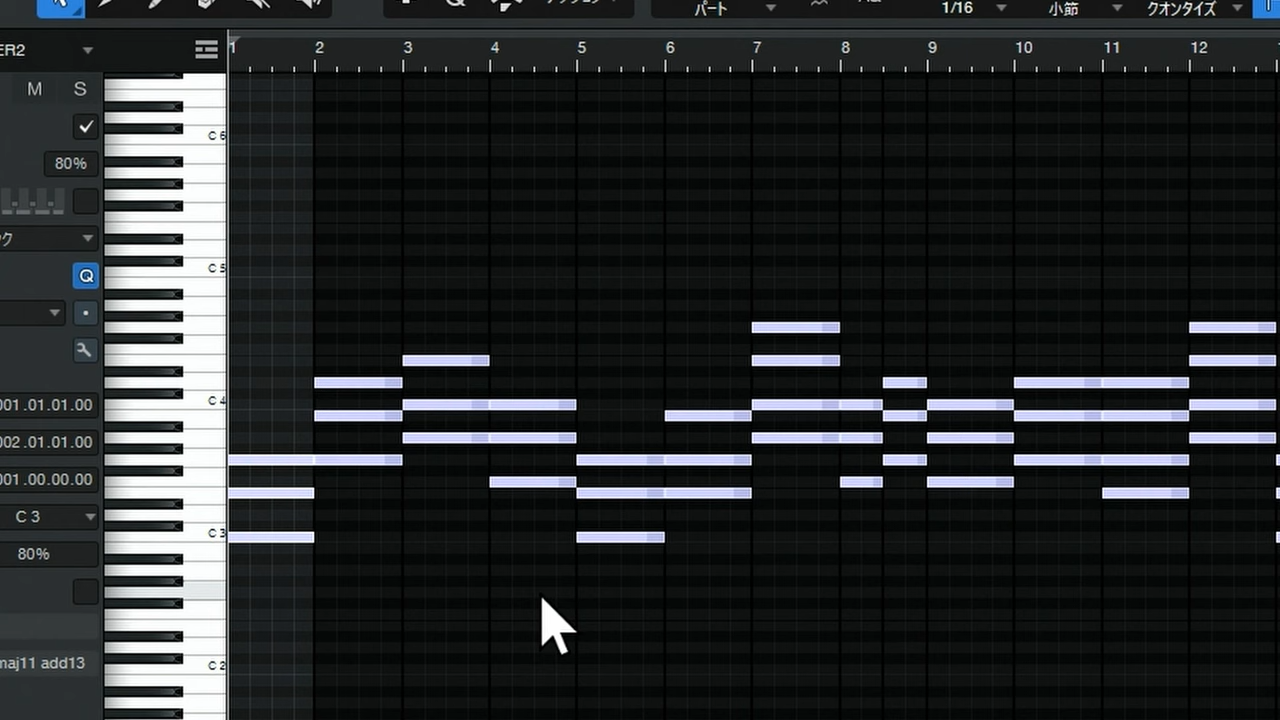 パート 1/16 小節 クオンタイズ
ER2
1 2 3 4 5 6 7 8 9 10 11 12
M S
C 6
80%
ク
C 5
Q
C 4
001.01.01.00
002.01.01.00
001.00.00.00
C 3
C 3
80%
maj11 add13
C 2